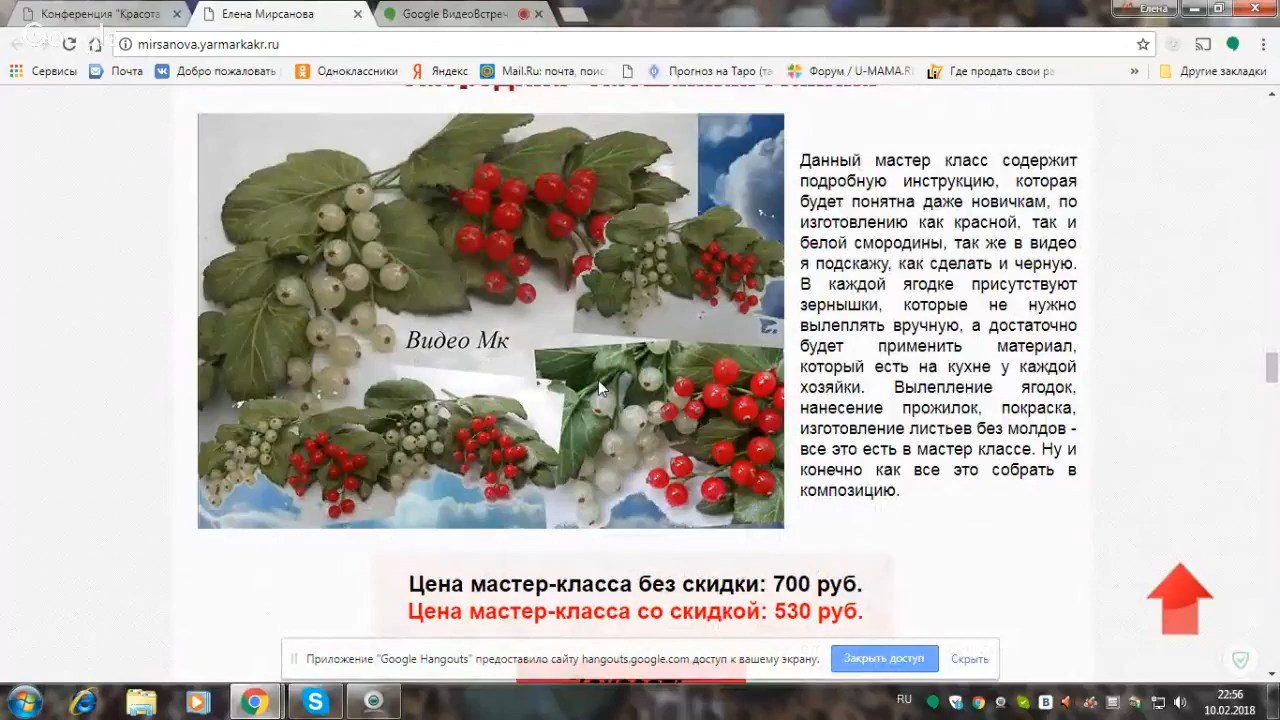 Конференция "Красота
Елена Мирсанова
Google ВидеоВстреч
Елена
mirsanova.yarmarkakr.ru
Сервисы
Почта
Добро пожаловать
Одноклассники
Яндекс
Mail.Ru: почта, поис
Прогноз на Таро (та
Форум / U-MAMA.RU
Где продать свои ра
»
Другие закладки
Видео Мк
Данный мастер класс содержит
подробную инструкцию, которая
будет понятна даже новичкам, по
изготовлению как красной, так и
белой смородины, так же в видео
я подскажу, как сделать и черную.
В каждой ягодке присутствуют
зернышки, которые не нужно
вылеплять вручную, а достаточно
будет применить материал,
который есть на кухне у каждой
хозяйки. Вылепление ягодок,
нанесение прожилок, покраска,
изготовление листьев без молдов -
все это есть в мастер классе. Ну и
конечно как все это собрать в
композицию.
Цена мастер-класса без скидки: 700 руб.
Цена мастер-класса со скидкой: 530 руб.
Приложение "Google Hangouts" предоставило сайту hangouts.google.com доступ к вашему экрану.
Закрыть доступ
Скрыть
RU
22:56
10.02.2018